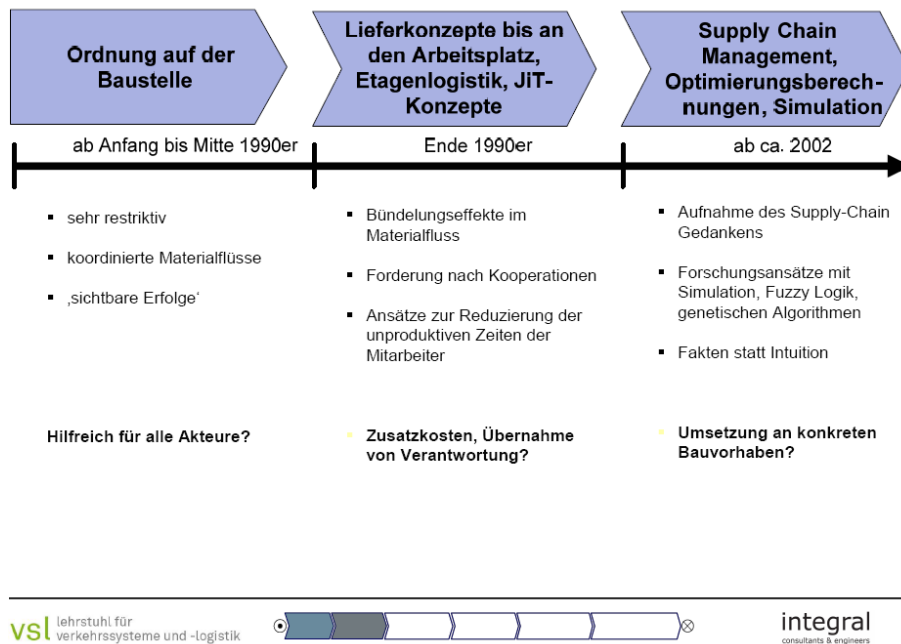 Ordnung auf der
Baustelle
Lieferkonzepte bis an
den Arbeitsplatz,
Etagenlogistik, JiT-
Konzepte
Supply Chain
Management,
Optimierungsberech-
nungen, Simulation
ab Anfang bis Mitte 1990er
Ende 1990er
ab ca. 2002
▪ sehr restriktiv
▪ koordinierte Materialflüsse
▪ ‚sichtbare Erfolge‘
▪ Bündelungseffekte im
Materialfluss
▪ Forderung nach Kooperationen
▪ Ansätze zur Reduzierung der
unproduktiven Zeiten der
Mitarbeiter
▪ Aufnahme des Supply-Chain
Gedankens
▪ Forschungsansätze mit
Simulation, Fuzzy Logik,
genetischen Algorithmen
▪ Fakten statt Intuition
Hilfreich für alle Akteure?
▪ Zusatzkosten, Übernahme
von Verantwortung?
▪ Umsetzung an konkreten
Bauvorhaben?
vsl lehrstuhl für
verkehrssysteme und -logistik
integral
consultants & engineers